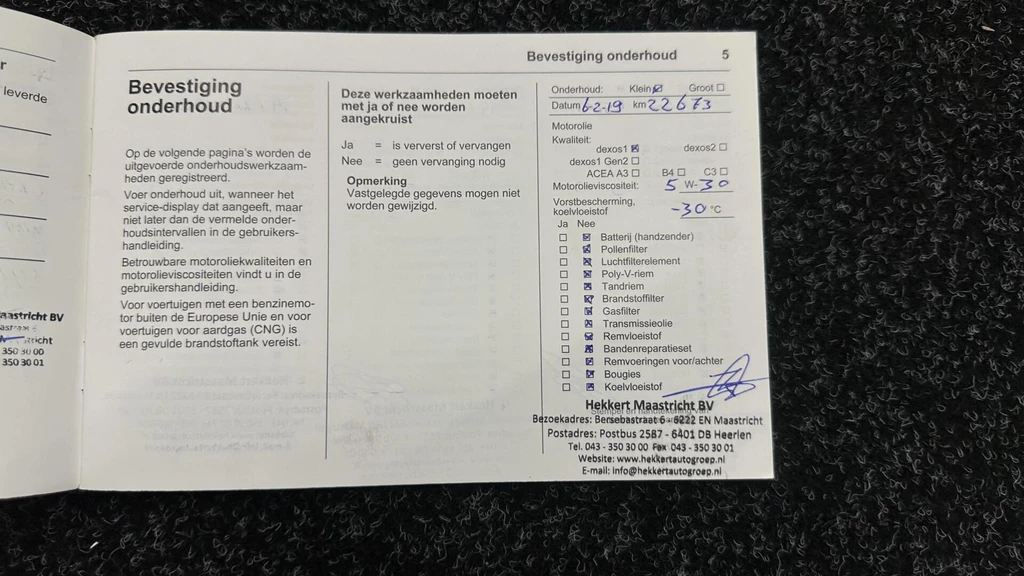 r
leverde
Maastricht BV
350 30 00
350 30 01
Bevestiging onderhoud 5
Bevestiging
onderhoud
Op de volgende pagina's worden de
uitgevoerde onderhoudswerkzaam-
heden geregistreerd.
Voer onderhoud uit, wanneer het
service-display dat aangeeft, maar
niet later dan de vermelde onder-
houdsintervallen in de gebruikers-
handleiding.
Betrouwbare motoroliekwaliteiten en
motorolieviscositeiten vindt u in de
gebruikershandleiding.
Voor voertuigen met een benzinemo-
tor buiten de Europese Unie en voor
voertuigen voor aardgas (CNG) is
een gevulde brandstoftank vereist.
Deze werkzaamheden moeten
met ja of nee worden
aangekruist
Ja = is ververst of vervangen
Nee = geen vervanging nodig
Opmerking
Vastgelegde gegevens mogen niet
worden gewijzigd.
Onderhoud: Klein ☒ Groot ☐
Datum 6-2-19 km 22673
Motorolie
Kwaliteit:
dexos1 ☒ dexos2 ☐
dexos1 Gen2 ☐
ACEA A3 ☐ B4 ☐ C3 ☐
Motorolieviscositeit: 5 W-30
Vorstbescherming,
koelvloeistof -30 °C
Ja Nee
☐ ☒ Batterij (handzender)
☐ ☒ Pollenfilter
☐ ☒ Luchtfilterelement
☐ ☒ Poly-V-riem
☐ ☒ Tandriem
☐ ☒ Brandstoffilter
☐ ☒ Gasfilter
☐ ☒ Transmissieolie
☐ ☒ Remvloeistof
☐ ☒ Bandenreparatieset
☐ ☒ Remvoeringen voor/achter
☐ ☒ Bougies
☐ ☒ Koelvloeistof
Hekkert Maastricht BV
Stempel en handtekening van
Bezoekadres: Bersebastraat 6 - 6222 EN Maastricht
Postadres: Postbus 2587 - 6401 DB Heerlen
Tel. 043 - 350 30 00 Fax 043 - 350 30 01
Website: www.hekkertautogroep.nl
E-mail: info@hekkertautogroep.nl